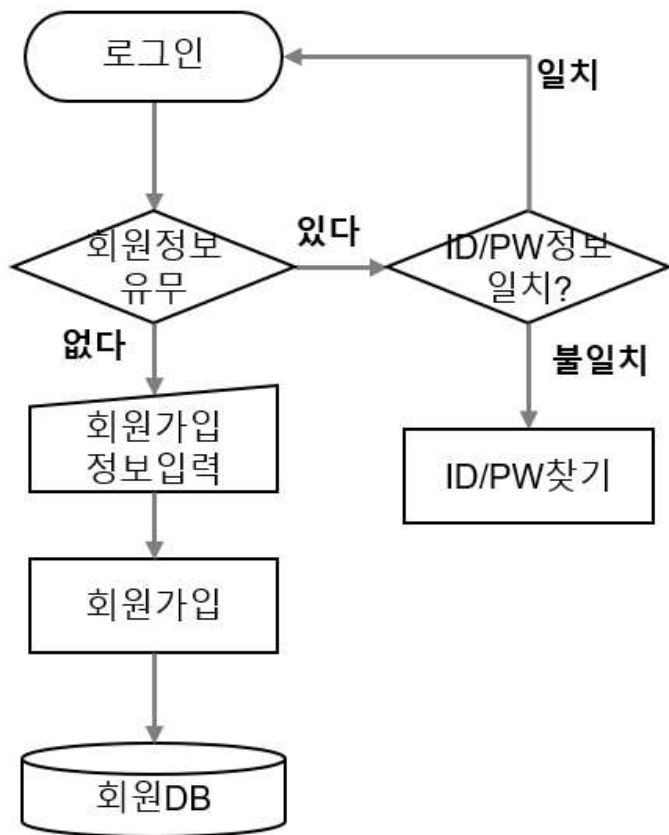 로그인
일치
회원정보
유무
있다
ID/PW정보
일치?
없다
불일치
회원가입
정보입력
ID/PW찾기
회원가입
회원DB